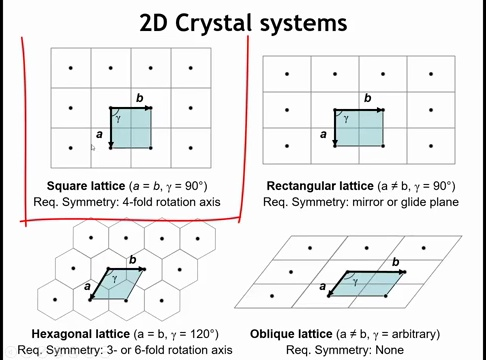 2D Crystal systems
b
γ
a
Square lattice (a = b, γ = 90°)
Req. Symmetry: 4-fold rotation axis
b
γ
a
Rectangular lattice (a ≠ b, γ = 90°)
Req. Symmetry: mirror or glide plane
b
a
γ
Hexagonal lattice (a = b, γ = 120°)
Req. Symmetry: 3- or 6-fold rotation axis
b
a
γ
Oblique lattice (a ≠ b, γ = arbitrary)
Req. Symmetry: None